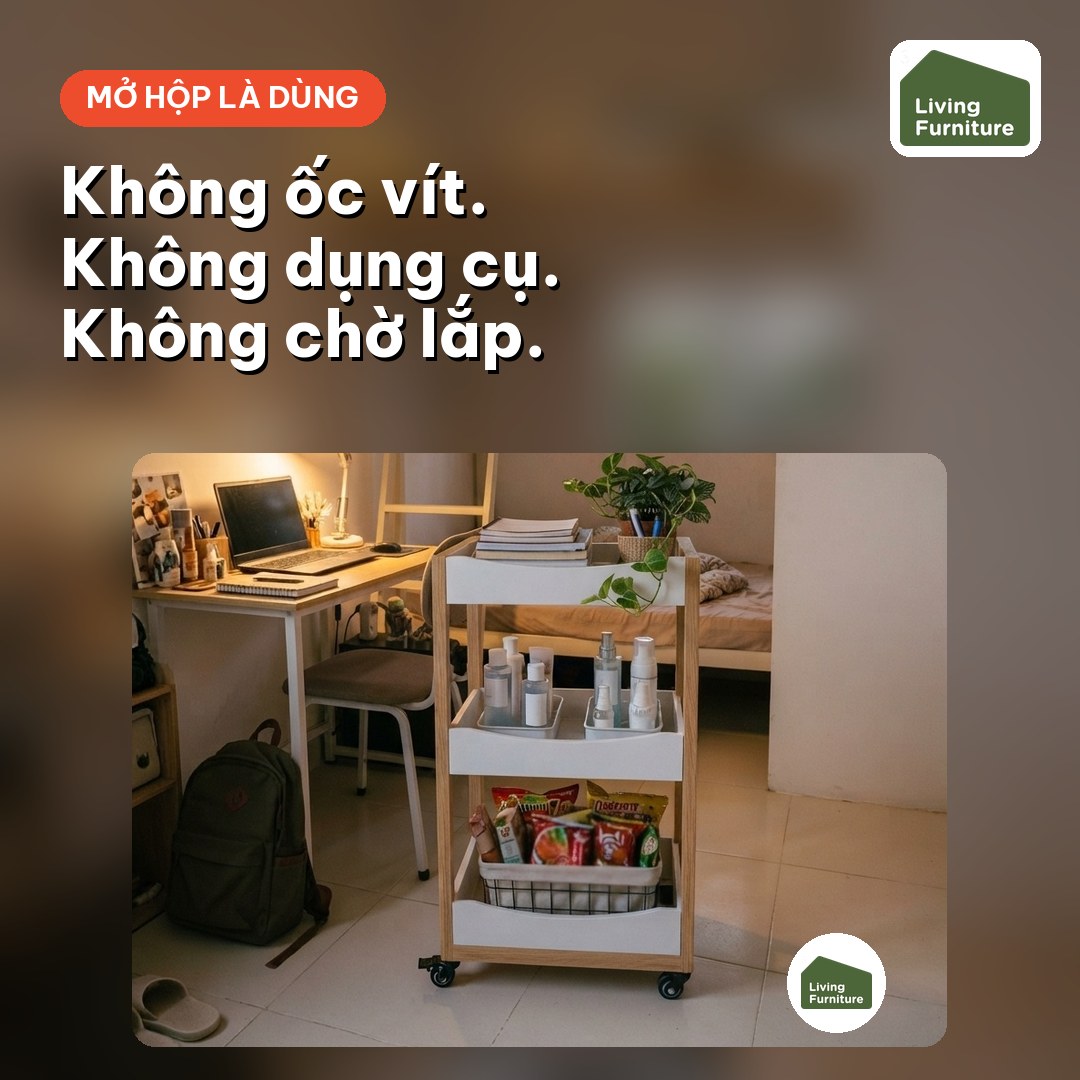 MỞ HỘP LÀ DÙNG
Living
Furniture
Không ốc vít.
Không dụng cụ.
Không chờ lắp.
Living
Furniture